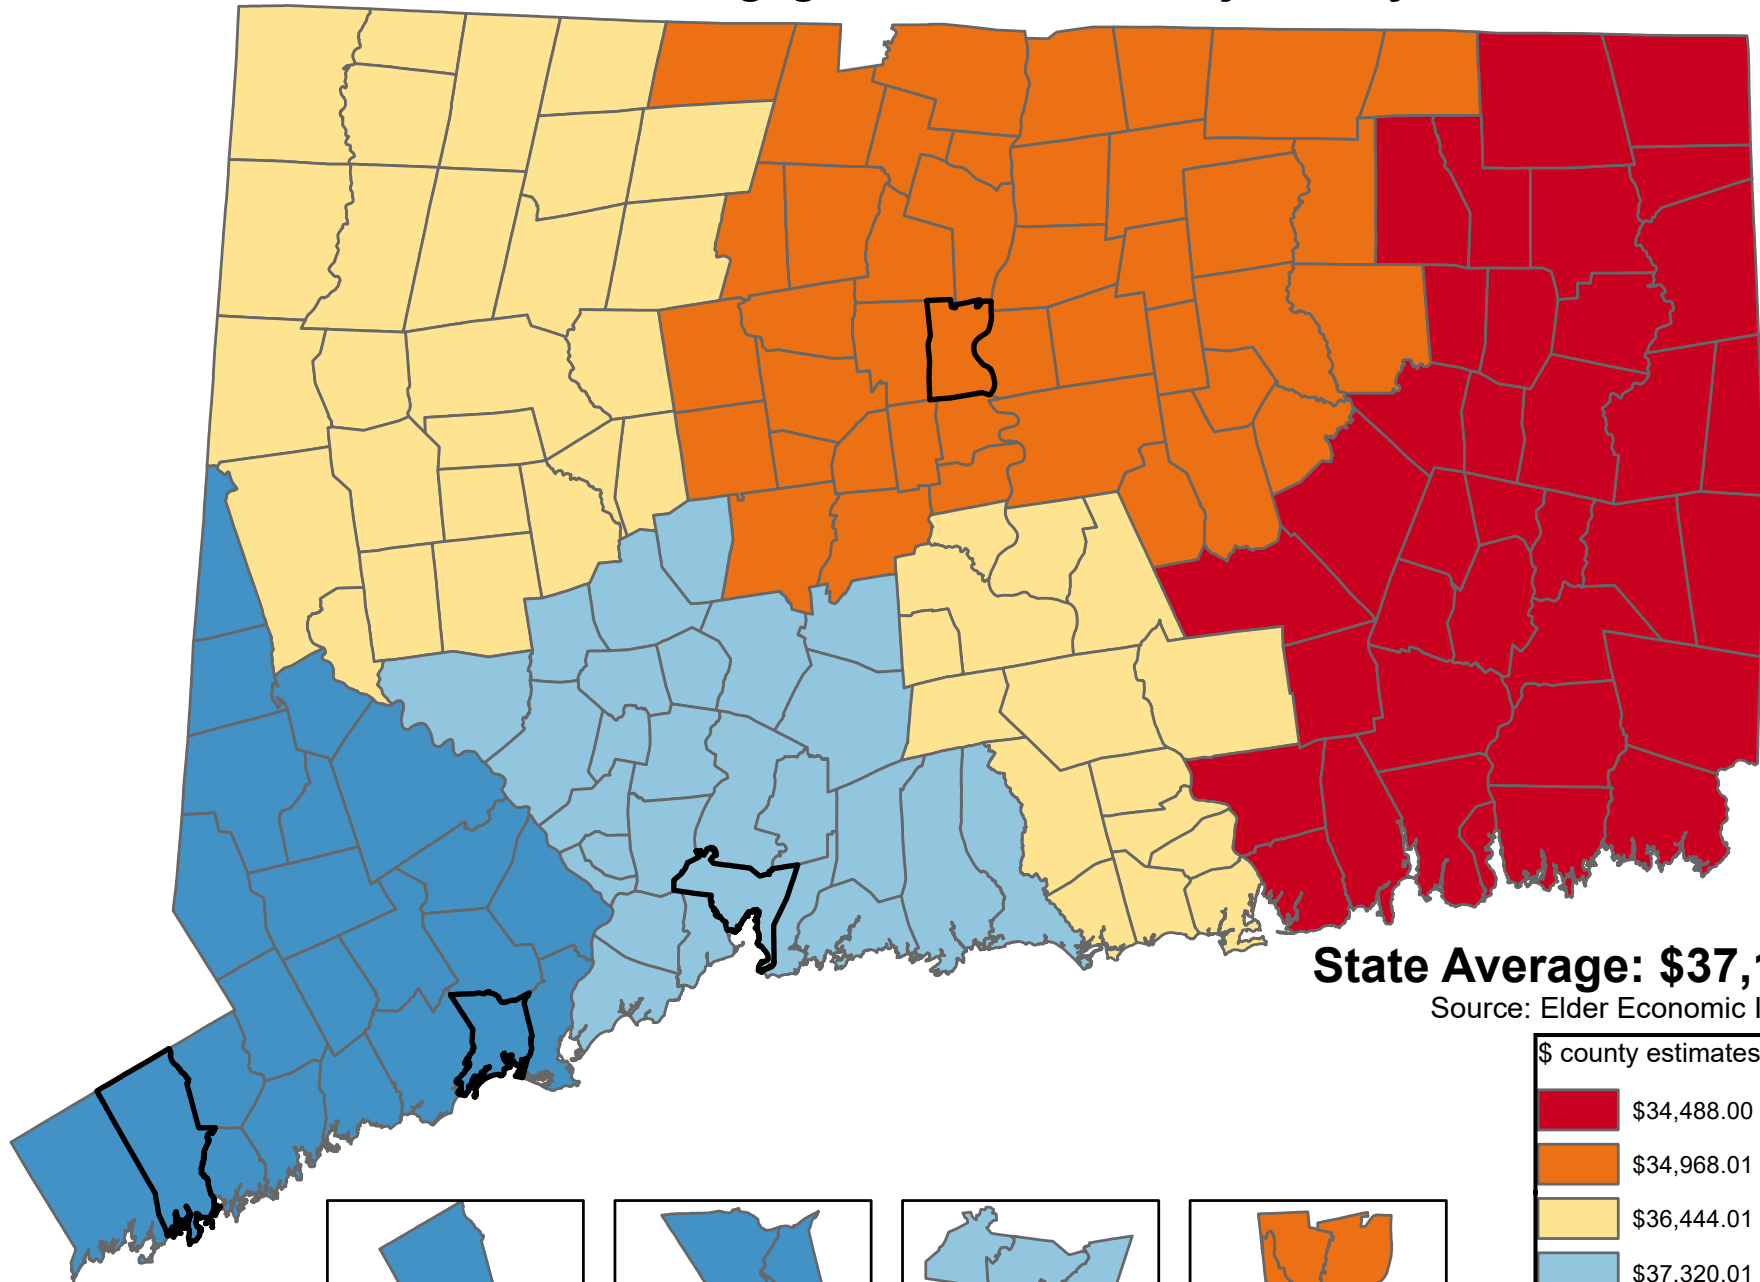 State Average: $37,
Source: Elder Economic
$ county estimates
$34,488.00
$34,968.01
$36,444.01
$37,320.01